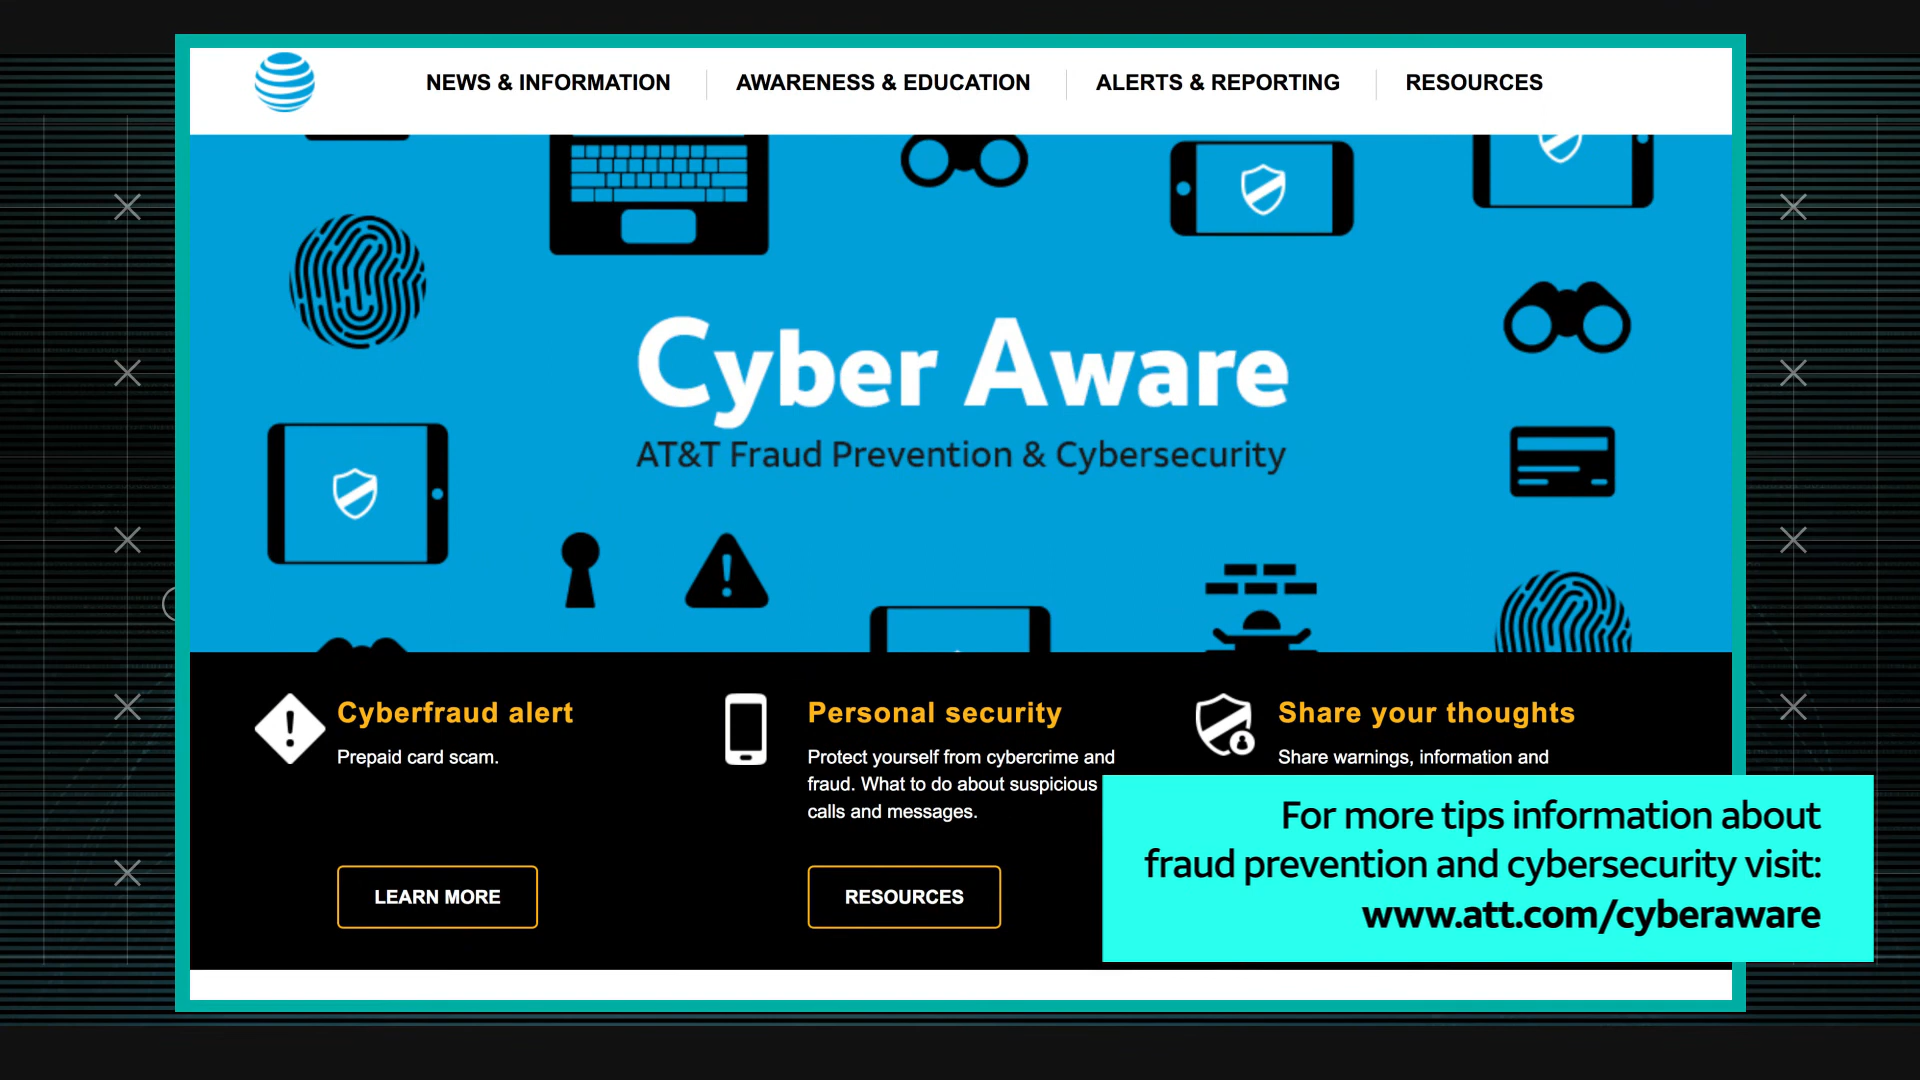 NEWS & INFORMATION
AWARENESS & EDUCATION
ALERTS & REPORTING
RESOURCES
Cyber Aware
AT&T Fraud Prevention & Cybersecurity
Cyberfraud alert
Prepaid card scam.
LEARN MORE
Personal security
Protect yourself from cybercrime and
fraud. What to do about suspicious
calls and messages.
RESOURCES
Share your thoughts
Share warnings, information and
For more tips information about
fraud prevention and cybersecurity visit:
www.att.com/cyberaware